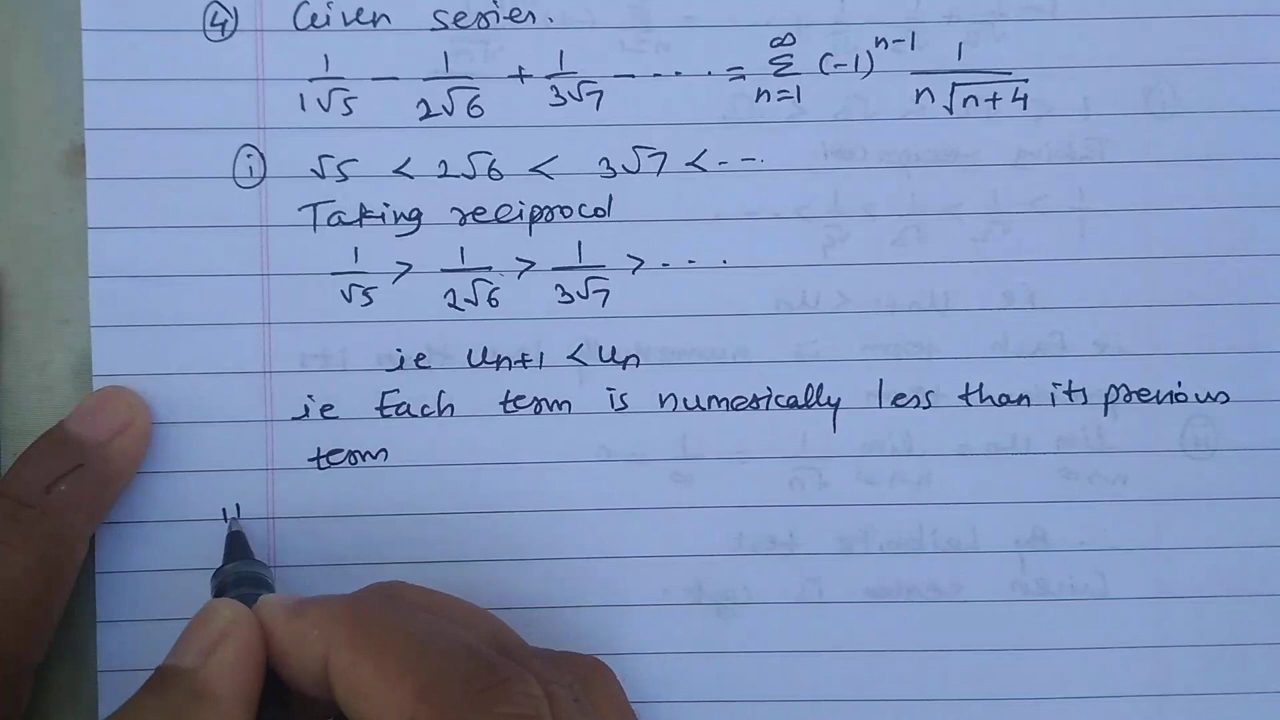 ④ Given series.
1/1√5 - 1/2√6 + 1/3√7 - .... = ∞Σn=1 (-1)^n-1 1/n√n+4
ⓘ √5 < 2√6 < 3√7 < ---
Taking reciprocol
1/√5 > 1/2√6 > 1/3√7 > ----
ie un+1 < un
ie Each term is numerically less than its previous
term